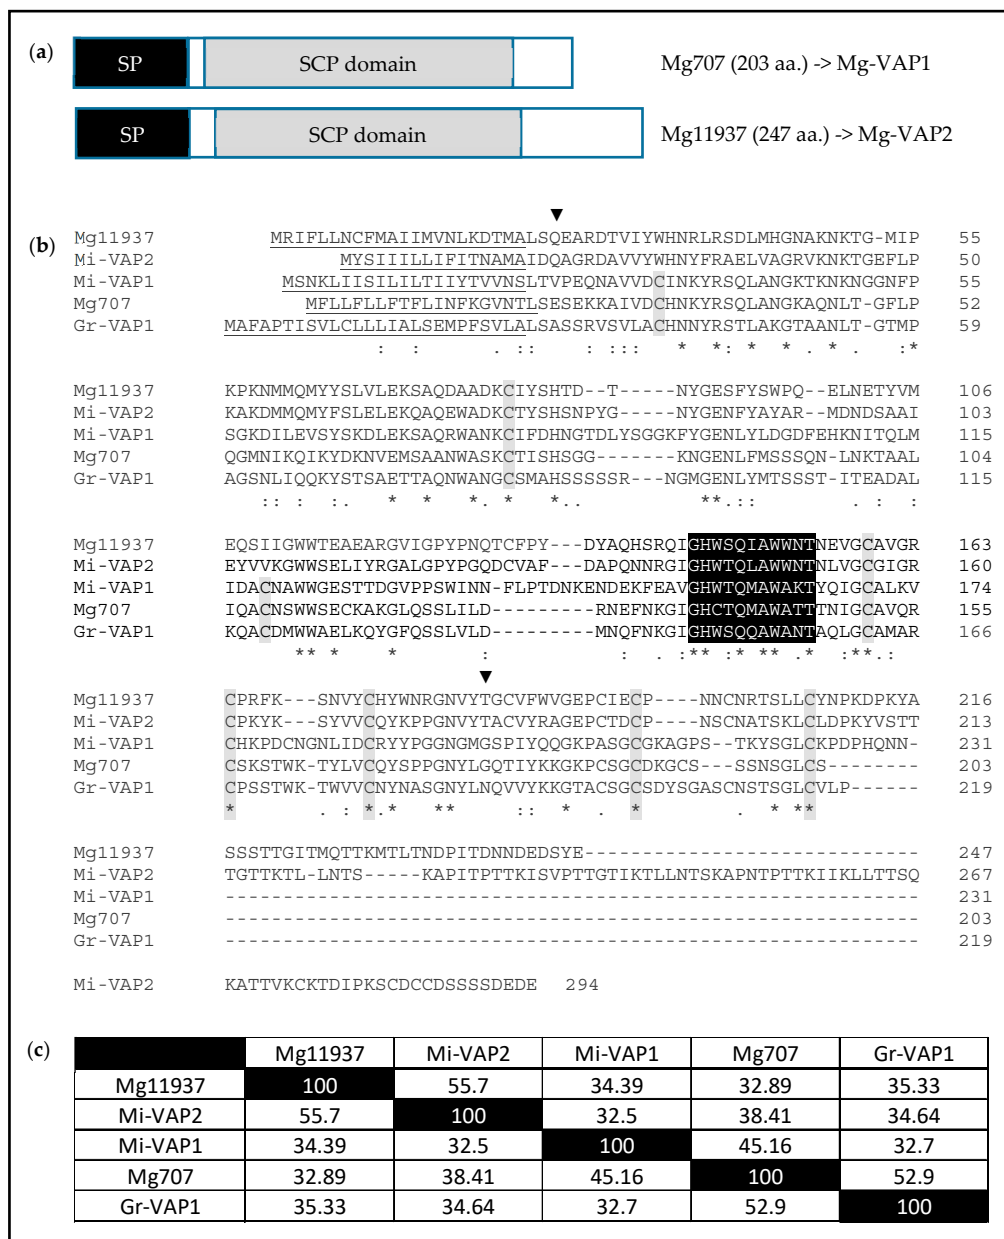 (a)
SP SCP domain Mg707 (203 aa.) -> Mg-VAP1
SP SCP domain Mg11937 (247 aa.) -> Mg-VAP2
(b)
▼
Mg11937 MRIFLLNCFMAIIMVNLKDTMALSQEARDTVIYWHNRLRSDLMHGNAKNKTG-MIP 55
Mi-VAP2 MYSIIILLIFITNAMAIDQAGRDAVVYWHNYFRAELVAGRVKNKTGEFLP 50
Mi-VAP1 MSNKLIISILILTIIYTVVNSLTVPEQNAVVDCINKYRSQLANGKTKNKNGGNFP 55
Mg707 MFLLFLLFTFLINFKGVNTLSESEKKAIVDCHNKYRSQLANGKAQNLT-GFLP 52
Gr-VAP1 MAFAPTISVLCLLLIALSEMPFSVLALSASSRVSVLACHNNYRSTLAKGTAANLT-GTMP 59
: : . :: : ::: * *: * . * . :*
Mg11937 KPKNMMQMYYSLVLEKSAQDAADKCIYSHTD--T-----NYGESFYSWPQ--ELNETYVM 106
Mi-VAP2 KAKDMMQMYFSLELEKQAQEWADKCTYSHSNPYG-----NYGENFYAYAR--MDNDSAAI 103
Mi-VAP1 SGKDILEVSYSKDLEKSAQRWANKCIFDHNGTDLYSGGKFYGENLYLDGDFEHKNITQLM 115
Mg707 QGMNIKQIKYDKNVEMSAANWASKCTISHSGG-------KNGENLFMSSSQN-LNKTAAL 104
Gr-VAP1 AGSNLIQQKYSTSAETTAQNWANGCSMAHSSSSSR---NGMGENLYMTSSST-ITEADAL 115
:: : :. * * * * *.. **.:: : : :
Mg11937 EQSIIGWWTEAEARGVIGPYPNQTCFPY---DYAQHSRQIGHWSQIAWWNTNEVGCAVGR 163
Mi-VAP2 EYVVKGWWSELIYRGALGPYPGQDCVAF---DAPQNNRGIGHWTQLAWWNTNLVGCGIGR 160
Mi-VAP1 IDACNAWWGESTTDGVPPSWINN-FLPTDNKENDEKFEAVGHWTQMAWAKTYQIGCALKV 174
Mg707 IQACNSWWSECKAKGLQSSLILD---------RNEFNKGIGHCTQMAWATTTNIGCAVQR 155
Gr-VAP1 KQACDMWWAELKQYGFQSSLVLD---------MNQFNKGIGHWSQQAWANTAQLGCAMAR 166
** * * : : . :** :* ** .* :**.:
▼
Mg11937 CPRFK---SNVYCHYWNRGNVYTGCVFWVGEPCIECP----NNCNRTSLLCYNPKDPKYA 216
Mi-VAP2 CPKYK---SYVVCQYKPPGNVYTACVYRAGEPCTDCP----NSCNATSKLCLDPKYVSTT 213
Mi-VAP1 CHKPDCNGNLIDCRYYPGGNGMGSPIYQQGKPASGCGKAGPS--TKYSGLCKPDPHQNN- 231
Mg707 CSKSTWK-TYLVCQYSPPGNYLGQTIYKKGKPCSGCDKGCS---SSNSGLCS-------- 203
Gr-VAP1 CPSSTWK-TWVVCNYNASGNYLNQVVYKKGTACSGCSDYSGASCNSTSGLCVLP------ 219
* . : *.* ** :: * . * . * **
Mg11937 SSSTTGITMQTTKMTLTNDPITDNNDEDSYE----------------------------- 247
Mi-VAP2 TGTTKTL-LNTS-----KAPITPTTKISVPTTGTIKTLLNTSKAPNTPTTKIIKLLTTSQ 267
Mi-VAP1 ------------------------------------------------------------ 231
Mg707 ------------------------------------------------------------ 203
Gr-VAP1 ------------------------------------------------------------ 219
Mi-VAP2 KATTVKCKTDIPKSCDCCDSSSSDEDE 294
(c)
Mg11937 Mi-VAP2 Mi-VAP1 Mg707 Gr-VAP1
Mg11937 100 55.7 34.39 32.89 35.33
Mi-VAP2 55.7 100 32.5 38.41 34.64
Mi-VAP1 34.39 32.5 100 45.16 32.7
Mg707 32.89 38.41 45.16 100 52.9
Gr-VAP1 35.33 34.64 32.7 52.9 100